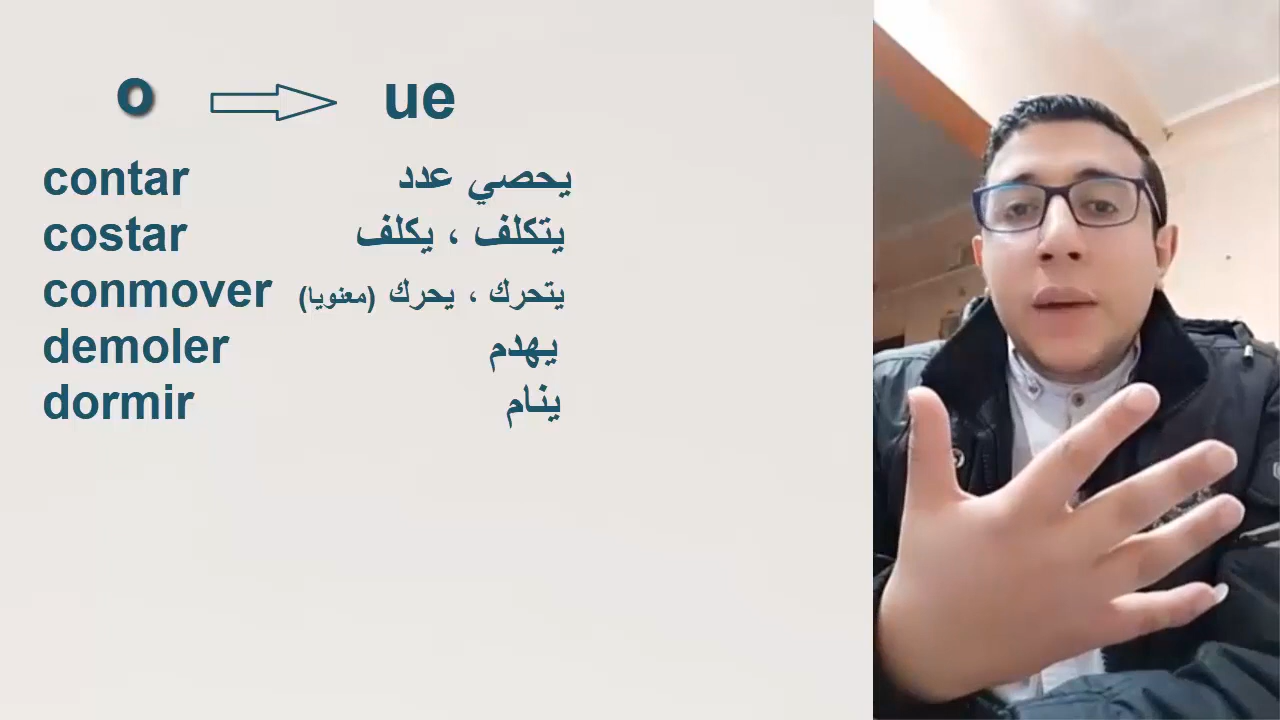 o ue
contar يحصي عدد
costar يتكلف ، يكلف
conmover يتحرك ، يحرك (معنويا)
demoler يهدم
dormir ينام